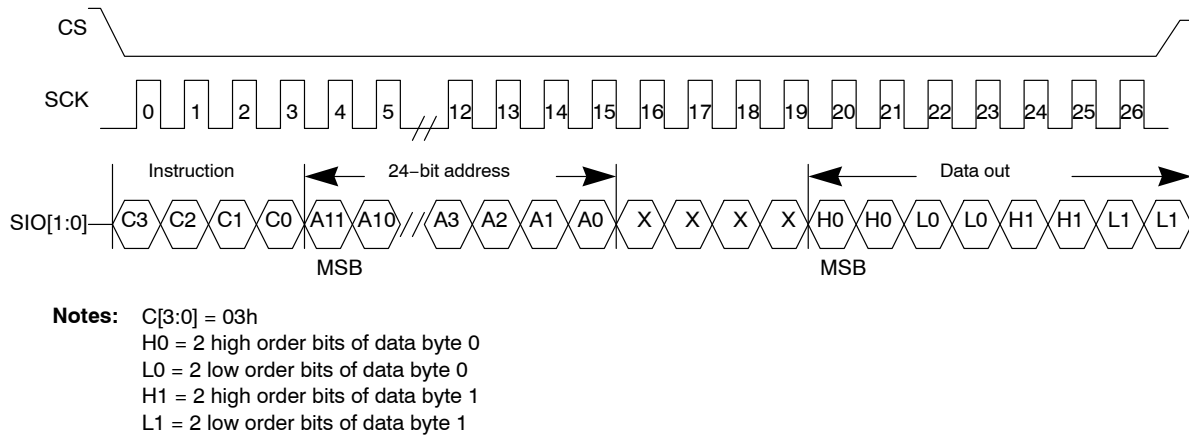 CS
SCK 0 1 2 3 4 5 12 13 14 15 16 17 18 19 20 21 22 23 24 25 26
Instruction 24−bit address Data out
SIO[1:0] C3 C2 C1 C0 A11 A10 A3 A2 A1 A0 X X X X H0 H0 L0 L0 H1 H1 L1 L1
MSB MSB
Notes: C[3:0] = 03h
H0 = 2 high order bits of data byte 0
L0 = 2 low order bits of data byte 0
H1 = 2 high order bits of data byte 1
L1 = 2 low order bits of data byte 1